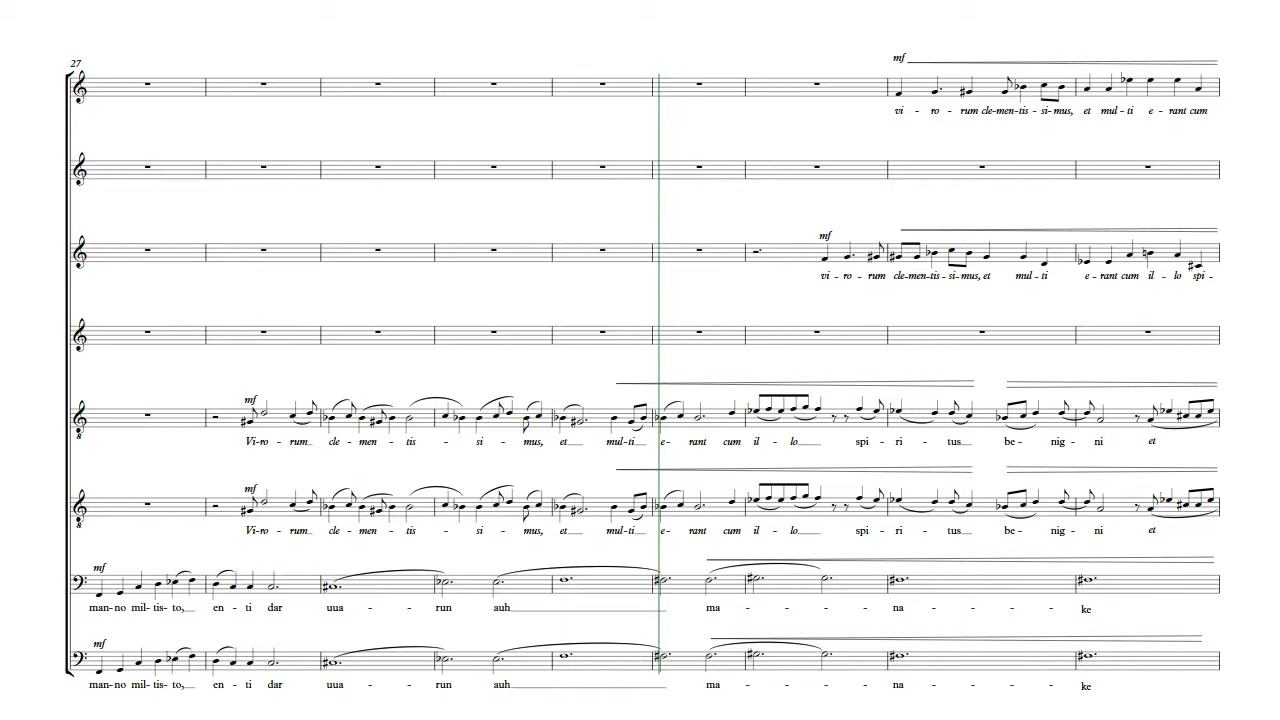 27
mf
vi - ro - rum cle-men-tis - si-mus, et mul - ti e - rant cum
mf
vi - ro - rum cle-men-tis-si-mus, et mul - ti e - rant cum il - lo spi -
mf
Vi-ro - rum cle - men - tis - si - mus, et mul-ti e - rant cum il - lo spi - ri - tus be - nig - ni et
mf
Vi-ro - rum cle - men - tis - si - mus, et mul-ti e - rant cum il - lo spi - ri - tus be - nig - ni et
mf
man-no mil-tis-to, en - ti dar uua - - - run auh ma - - - - na - - - - ke
mf
man-no mil-tis-to, en - ti dar uua - - - run auh ma - - - - na - - - - ke